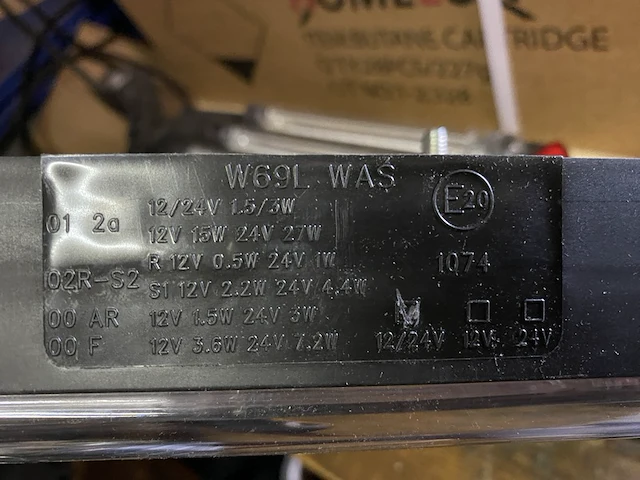 W69L WAS
E20
12/24V 1.5/3W
01 2a
12V 15W 24V 27W
R 12V 0.5W 24V 1W
1074
02R-S2
S1 12V 2.2W 24V 4.4W
00 AR 12V 1.5W 24V 3W
00 F 12V 3.6W 24V 7.2W
12/24V 12V 24V
CARTRIDGE